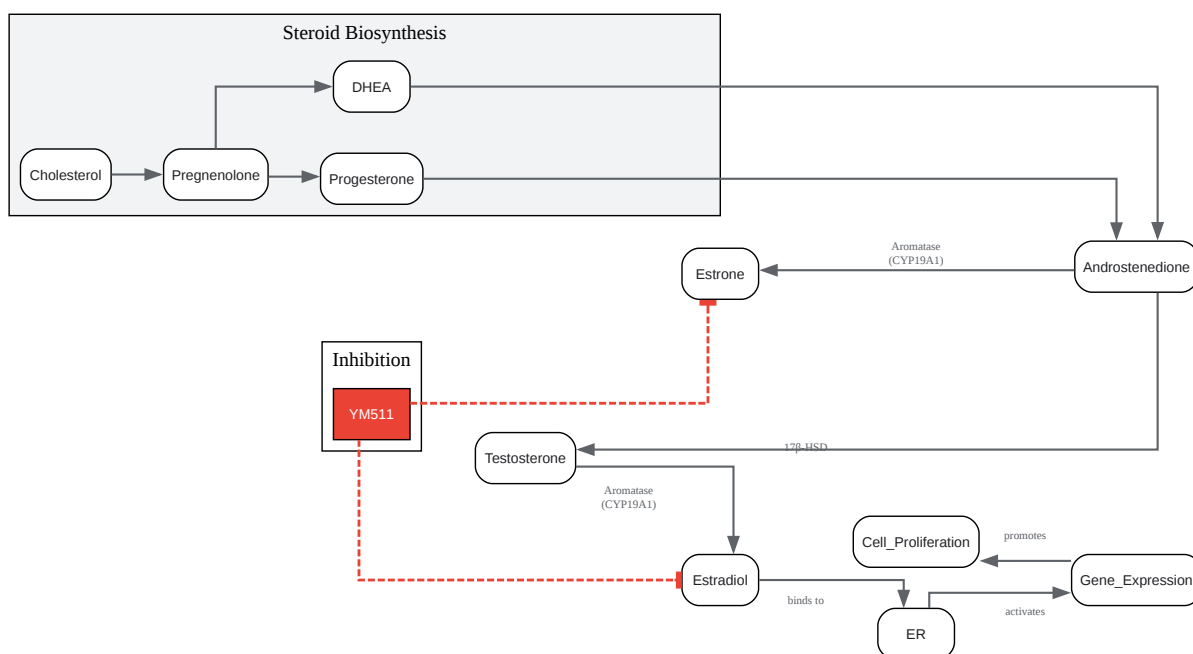 Steroid Biosynthesis
DHEA
Cholesterol
Pregnenolone
Progesterone
Aromatase
(CYP19A1)
Estrone
Androstenedione
Inhibition
YM511
17β-HSD
Testosterone
Aromatase
(CYP19A1)
Cell_Proliferation
promotes
Estradiol
Gene_Expression
binds to
activates
ER